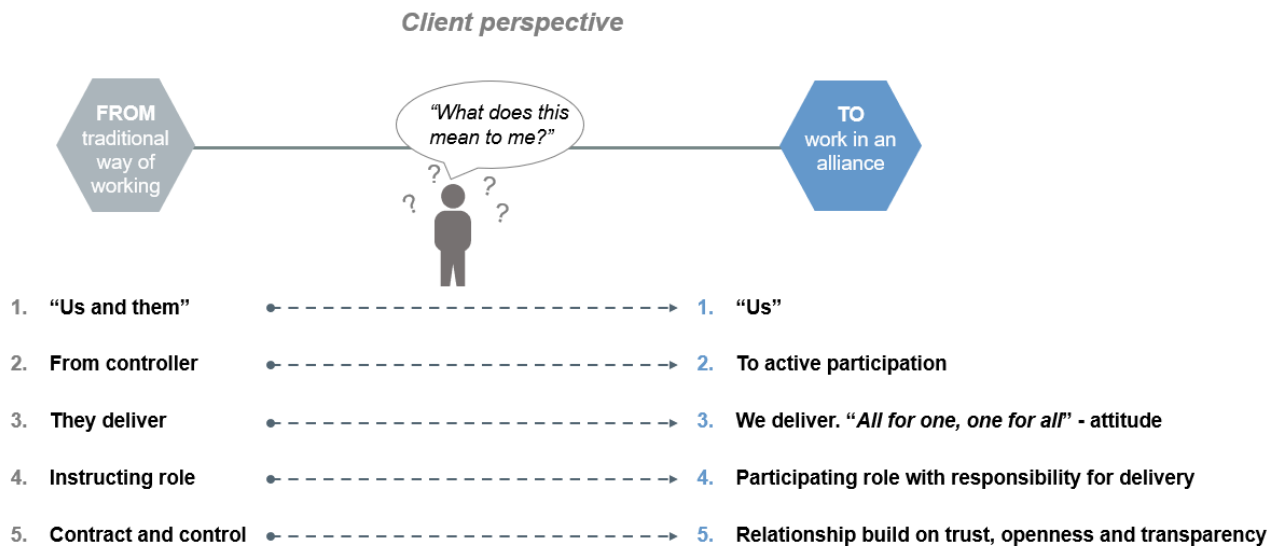 Client perspective
FROM
traditional
way of
working
“What does this
mean to me?”
?
?
?
?
TO
work in an
alliance
1. “Us and them”
1. “Us”
2. From controller
2. To active participation
3. They deliver
3. We deliver. “All for one, one for all” - attitude
4. Instructing role
4. Participating role with responsibility for delivery
5. Contract and control
5. Relationship build on trust, openness and transparency